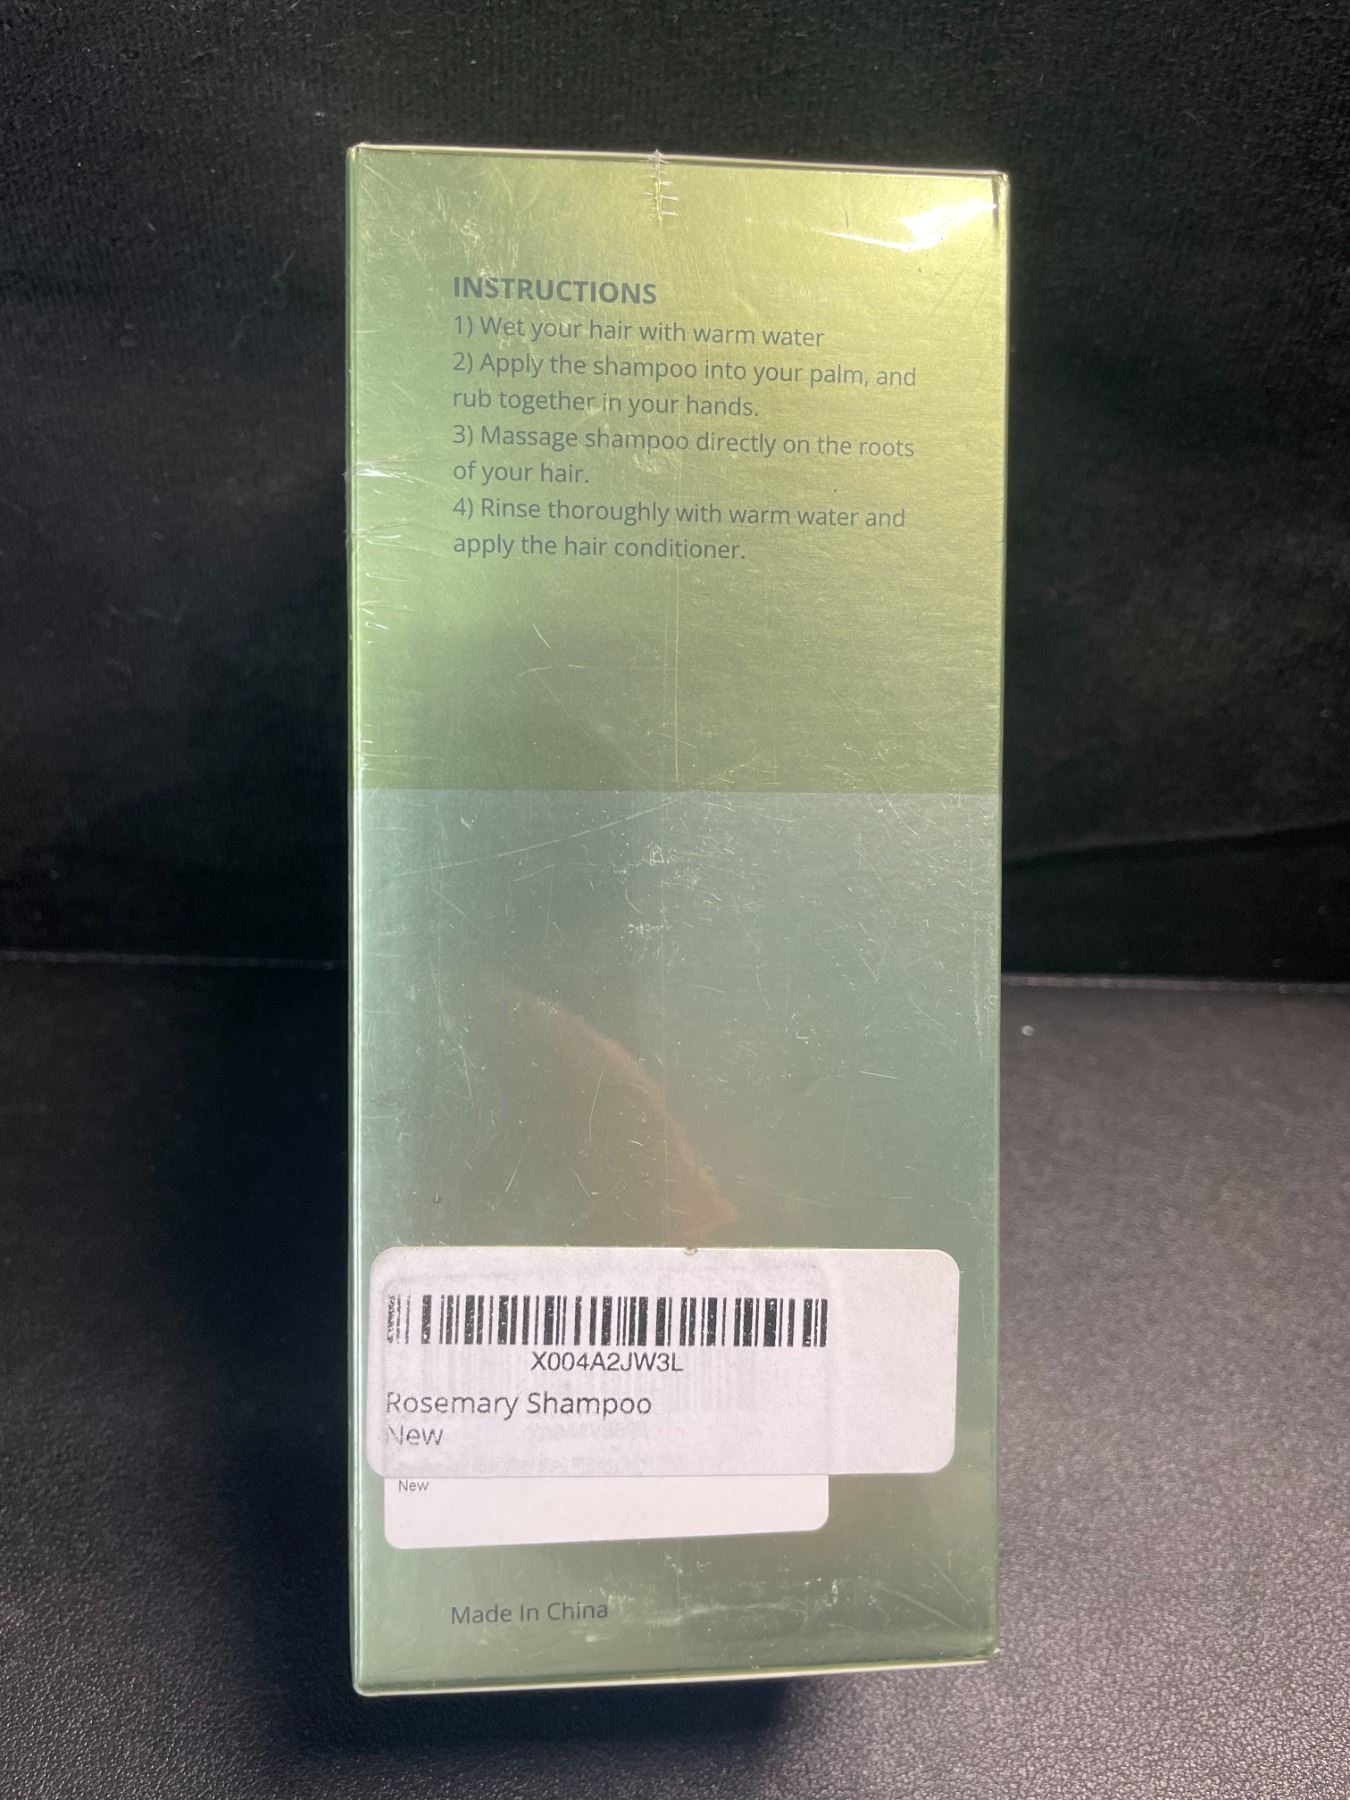 INSTRUCTIONS
1) Wet your hair with warm water
2) Apply the shampoo into your palm, and
rub together in your hands.
3) Massage shampoo directly on the roots
of your hair.
4) Rinse thoroughly with warm water and
apply the hair conditioner.
X004A2JW3L
Rosemary Shampoo
New
New
Made In China